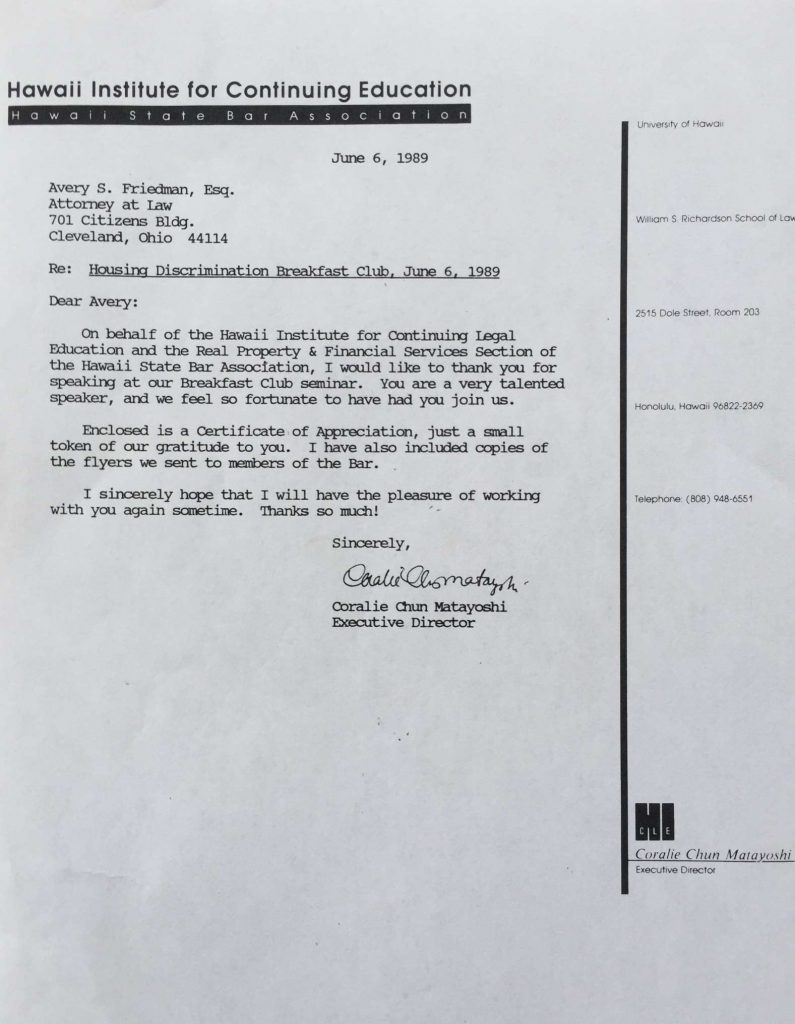 Hawaii Institute for Continuing Education
Hawaii State Bar Association
June 6, 1989
Avery S. Friedman, Esq.
Attorney at Law
701 Citizens Bldg.
Cleveland, Ohio 44114
Re: Housing Discrimination Breakfast Club, June 6, 1989
Dear Avery:
On behalf of the Hawaii Institute for Continuing Legal
Education and the Real Property & Financial Services Section of
the Hawaii State Bar Association, I would like to thank you for
speaking at our Breakfast Club seminar. You are a very talented
speaker, and we feel so fortunate to have had you join us.
Enclosed is a Certificate of Appreciation, just a small
token of our gratitude to you. I have also included copies of
the flyers we sent to members of the Bar.
I sincerely hope that I will have the pleasure of working
with you again sometime. Thanks so much!
Sincerely,
Coralie Chun Matayoshi
Coralie Chun Matayoshi
Executive Director
University of Hawaii
William S. Richardson School of Law
2515 Dole Street, Room 203
Honolulu, Hawaii 96822-2369
Telephone: (808) 948-6551
HI
CLE
Coralie Chun Matayoshi
Executive Director